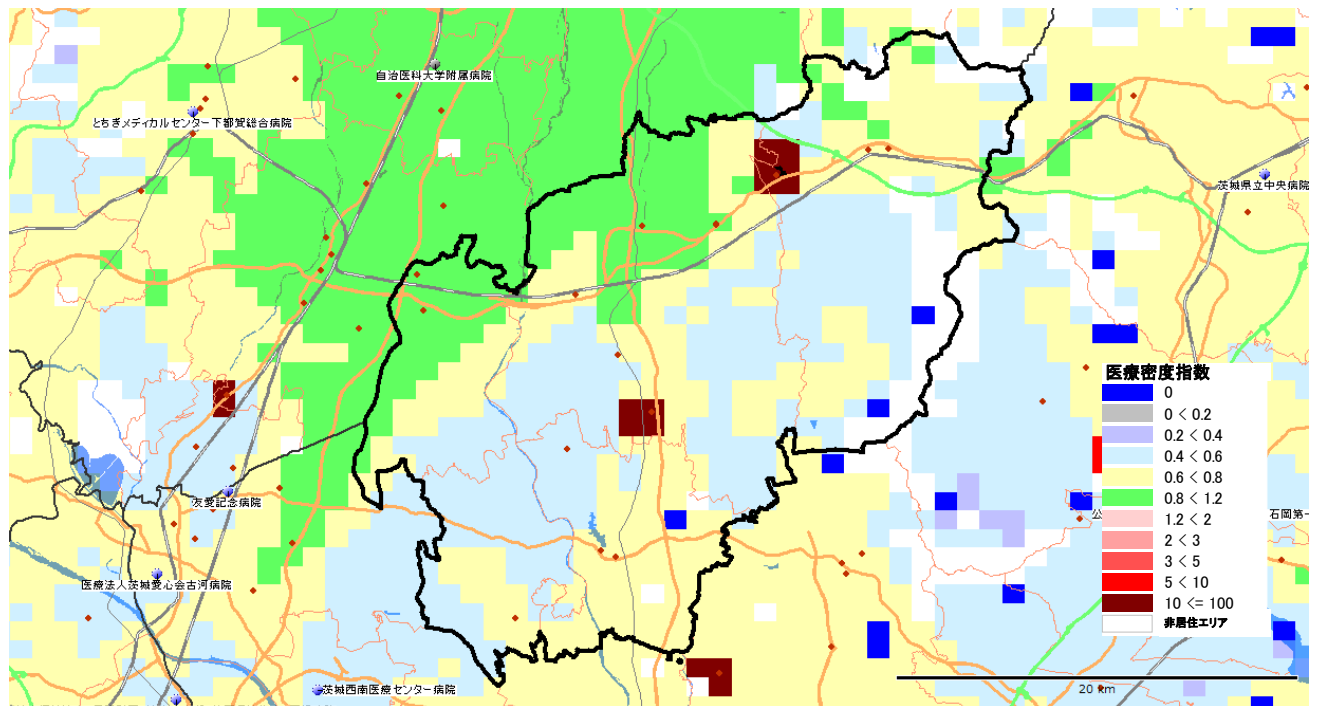 自治医科大学附属病院
とちぎメディカルセンター下都賀総合病院
茨城県立中央病院
医療密度指数
0
0 < 0.2
0.2 < 0.4
0.4 < 0.6
0.6 < 0.8
0.8 < 1.2
1.2 < 2
2 < 3
3 < 5
5 < 10
10 <= 100
非居住エリア
友愛記念病院
公
石岡第一
医療法人茨城愛心会古河病院
茨城西南医療センター病院
20 km